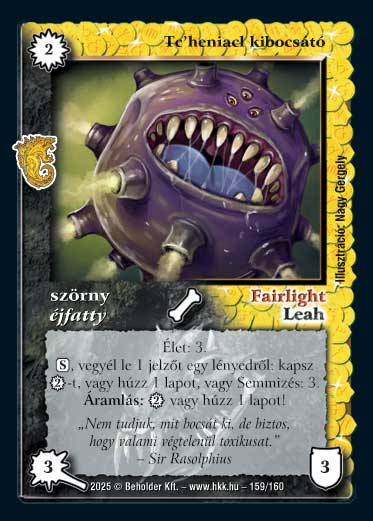 2
Tc'heniael kibocsátó
Illusztráció: Nagy Gergely
szörny
éjfatty
Fairlight
Leah
Élet: 3.
S, vegyél le 1 jelzőt egy lényedről: kapsz
2-t, vagy húzz 1 lapot, vagy Semmizés: 3.
Áramlás: 2 vagy húzz 1 lapot!
„Nem tudjuk, mit bocsát ki, de biztos,
hogy valami végtelenül toxikusat.”
– Sir Rasolphius
3
3
2025 © Beholder Kft. – www.hkk.hu – 159/160